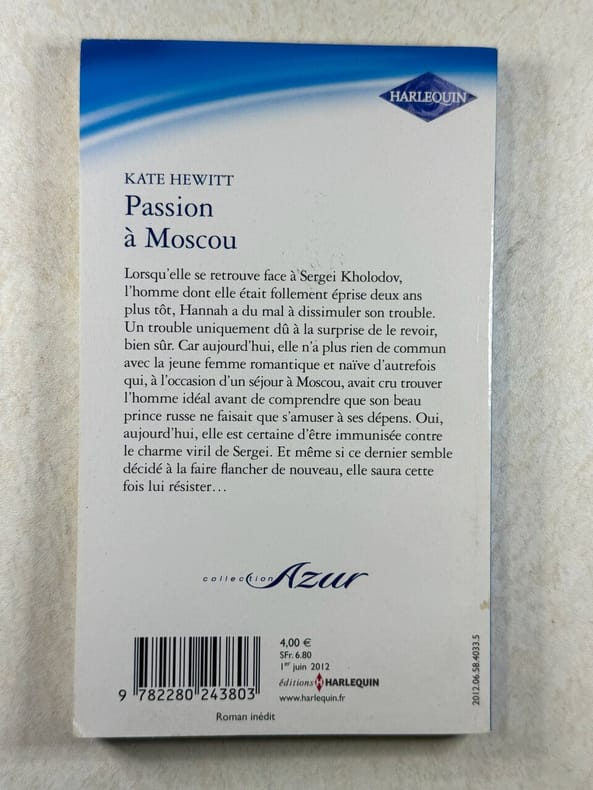 HARLEQUIN
KATE HEWITT
Passion
à Moscou
Lorsqu'elle se retrouve face à Sergei Kholodov,
l'homme dont elle était follement éprise deux ans
plus tôt, Hannah a du mal à dissimuler son trouble.
Un trouble uniquement dû à la surprise de le revoir,
bien sûr. Car aujourd'hui, elle n'a plus rien de commun
avec la jeune femme romantique et naïve d'autrefois
qui, à l'occasion d'un séjour à Moscou, avait cru trouver
l'homme idéal avant de comprendre que son beau
prince russe ne faisait que s'amuser à ses dépens. Oui,
aujourd'hui, elle est certaine d'être immunisée contre
le charme viril de Sergei. Et même si ce dernier semble
décidé à la faire flancher de nouveau, elle saura cette
fois lui résister…
collection Azur
4,00 €
SFr. 6.80
1er juin 2012
éditions H HARLEQUIN
www.harlequin.fr
9 782280 243803
Roman inédit
2012.06.58.4033.5